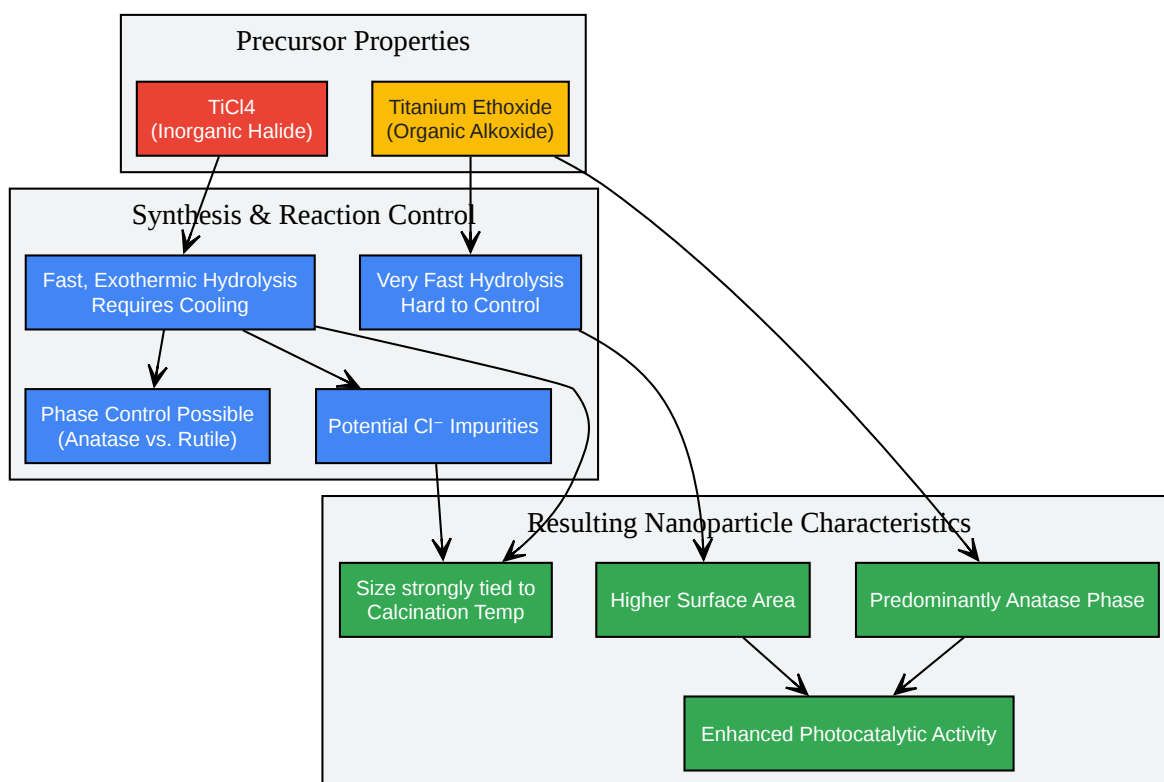 Precursor Properties
TiCl4
(Inorganic Halide)
Titanium Ethoxide
(Organic Alkoxide)
Synthesis & Reaction Control
Fast, Exothermic Hydrolysis
Requires Cooling
Very Fast Hydrolysis
Hard to Control
Phase Control Possible
(Anatase vs. Rutile)
Potential Cl⁻ Impurities
Resulting Nanoparticle Characteristics
Size strongly tied to
Calcination Temp
Higher Surface Area
Predominantly Anatase Phase
Enhanced Photocatalytic Activity